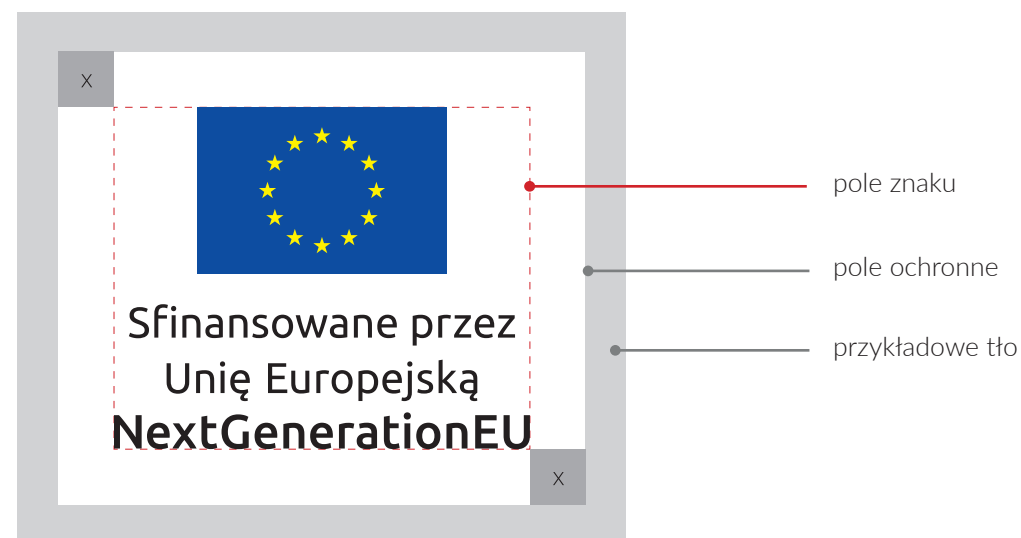 X
pole znaku
pole ochronne
Sfinansowane przez
przykładowe tło
Unię Europejską
NextGenerationEU
X